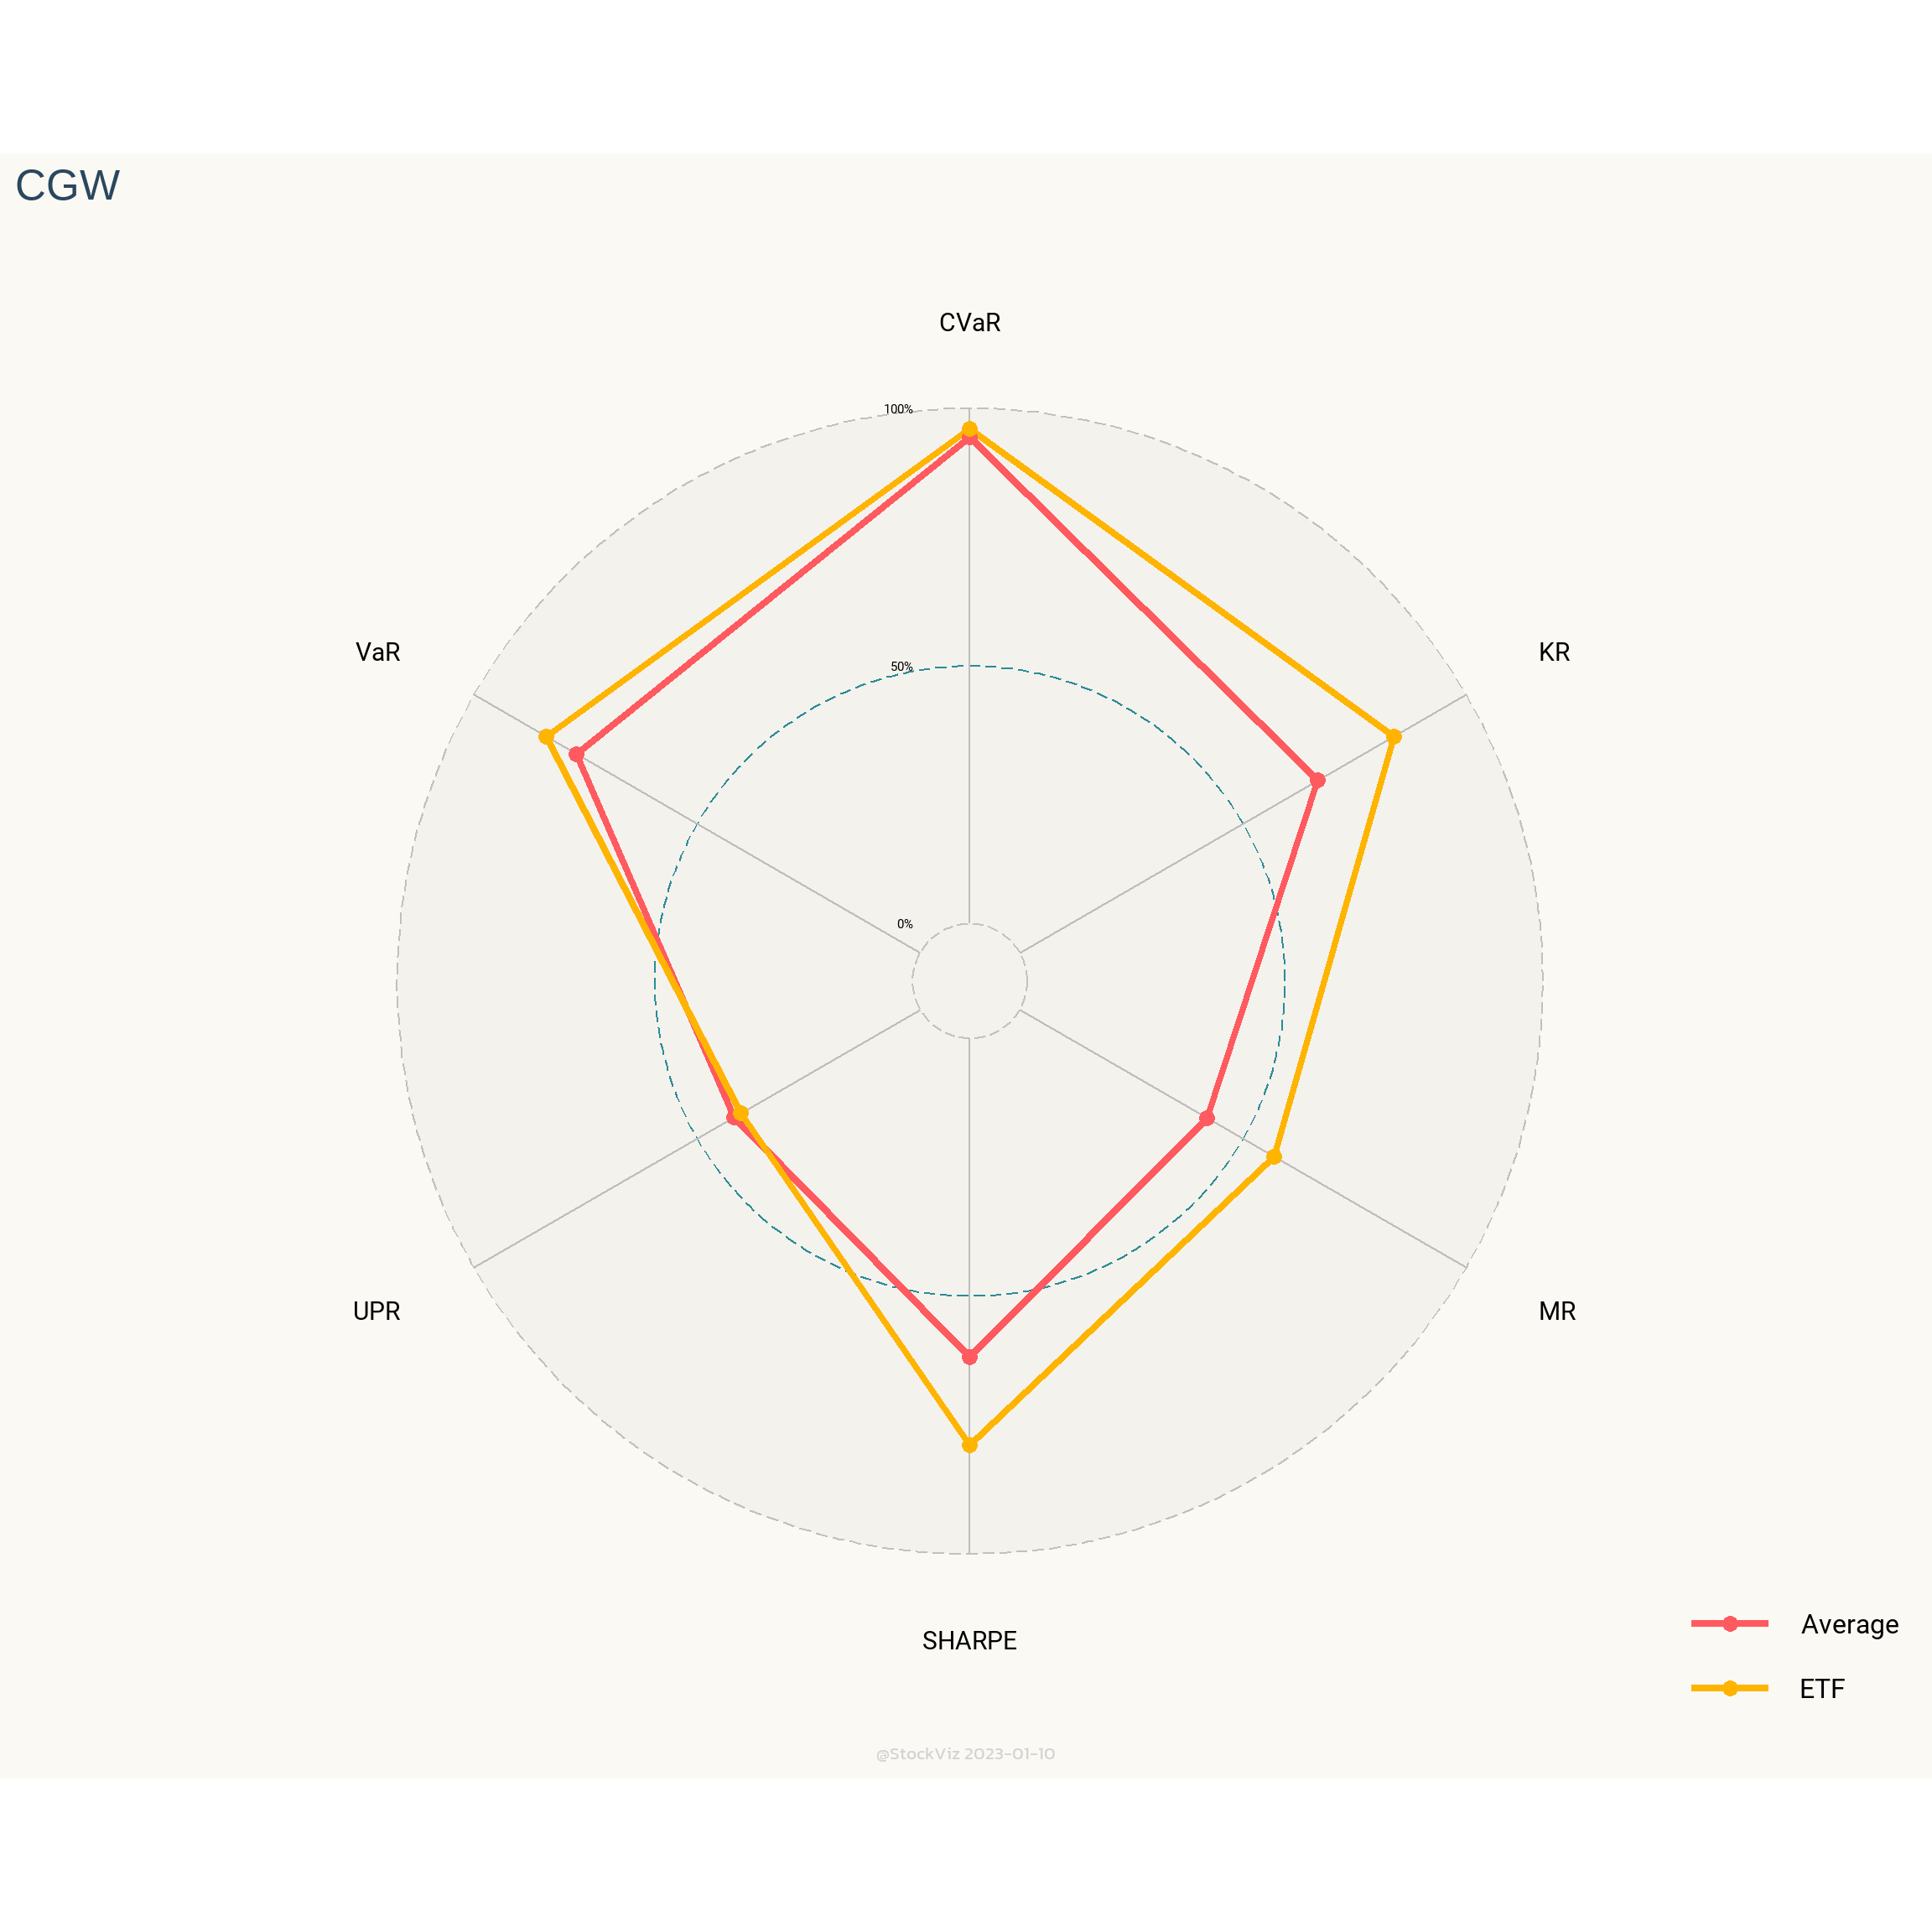 CGW
CVaR
100%
VaR
KR
50%
0%
UPR
MR
SHARPE
Average
ETF
@StockViz 2023-01-10